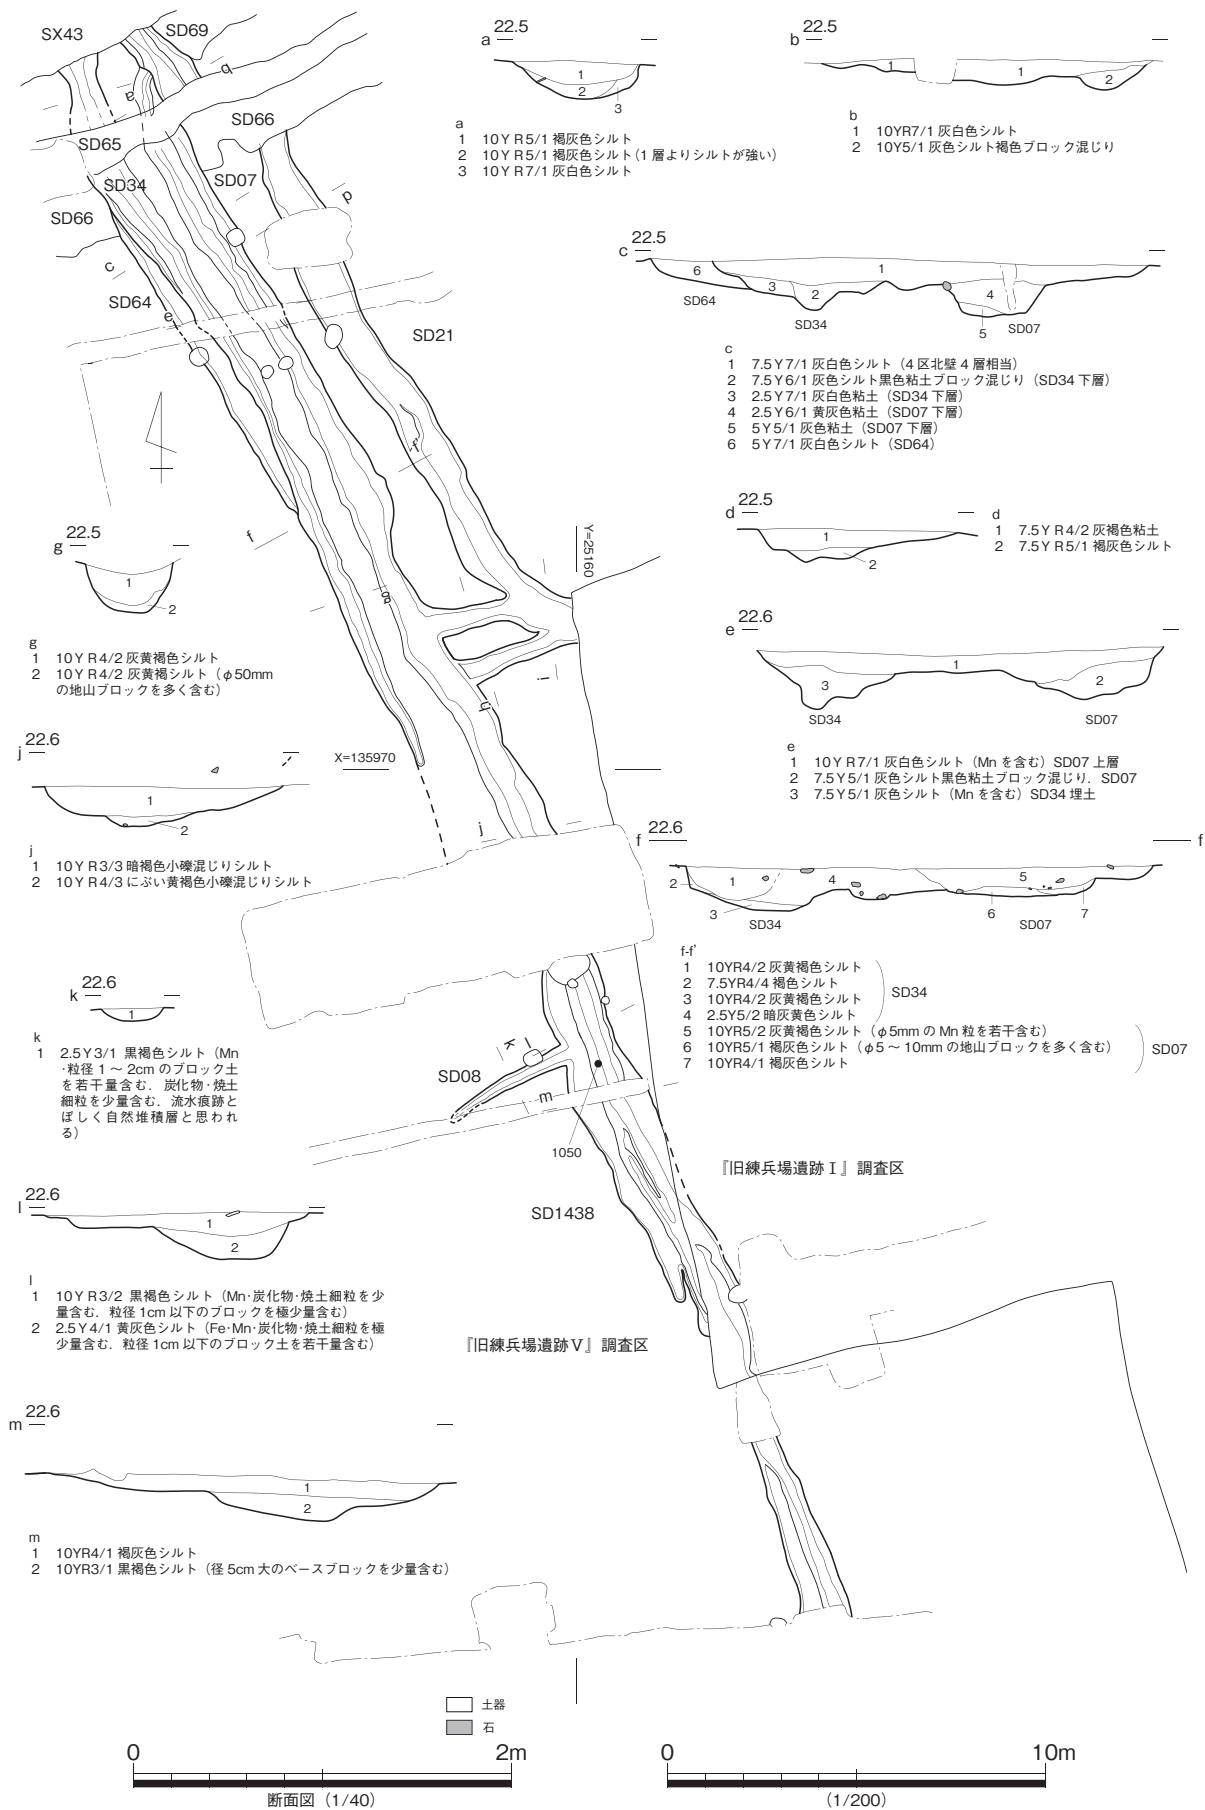 SX43
SD69
SD65
SD66
SD34
SD07
SD66
SD64
SD21
a
b
c
d
e
f
f'
g
h
i
j
Y=25160
X=135970
k
l
m
SD08
1050
SD1438
『旧練兵場遺跡Ⅰ』調査区
『旧練兵場遺跡Ⅴ』調査区
22.5
a
1
2
3
a
1 10YR5/1 褐灰色シルト
2 10YR5/1 褐灰色シルト(1層よりシルトが強い)
3 10YR7/1 灰白色シルト
22.5
b
1
1
2
b
1 10YR7/1 灰白色シルト
2 10Y5/1 灰色シルト褐色ブロック混じり
22.5
c
6
1
3
2
4
5
SD64
SD34
SD07
c
1 7.5Y7/1 灰白色シルト(4区北壁4層相当)
2 7.5Y6/1 灰色シルト黒色粘土ブロック混じり(SD34下層)
3 2.5Y7/1 灰白色粘土(SD34下層)
4 2.5Y6/1 黄灰色粘土(SD07下層)
5 5Y5/1 灰色粘土(SD07下層)
6 5Y7/1 灰白色シルト(SD64)
22.5
d
1
2
d
1 7.5YR4/2 灰褐色粘土
2 7.5YR5/1 褐灰色シルト
22.6
e
1
3
2
SD34
SD07
e
1 10YR7/1 灰白色シルト(Mnを含む)SD07上層
2 7.5Y5/1 灰色シルト黒色粘土ブロック混じり．SD07
3 7.5Y5/1 灰色シルト(Mnを含む)SD34埋土
22.6
f
f
2
1
4
5
3
6
7
SD34
SD07
f-f'
1 10YR4/2 灰黄褐色シルト
2 7.5YR4/4 褐色シルト
3 10YR4/2 灰黄褐色シルト
4 2.5Y5/2 暗灰黄色シルト
SD34
5 10YR5/2 灰黄褐色シルト(φ5mmのMn粒を若干含む)
6 10YR5/1 褐灰色シルト(φ5～10mmの地山ブロックを多く含む)
7 10YR4/1 褐灰色シルト
SD07
22.5
g
1
2
g
1 10YR4/2 灰黄褐色シルト
2 10YR4/2 灰黄褐シルト(φ50mm
の地山ブロックを多く含む)
22.6
j
1
2
j
1 10YR3/3 暗褐色小礫混じりシルト
2 10YR4/3 にぶい黄褐色小礫混じりシルト
22.6
k
1
k
1 2.5Y3/1 黒褐色シルト(Mn
・粒径1～2cmのブロック土
を若干量含む．炭化物・焼土
細粒を少量含む．流水痕跡と
ぼしく自然堆積層と思われ
る)
22.6
l
1
2
l
1 10YR3/2 黒褐色シルト(Mn・炭化物・焼土細粒を少
量含む．粒径1cm以下のブロックを極少量含む)
2 2.5Y4/1 黄灰色シルト(Fe・Mn・炭化物・焼土細粒を極
少量含む．粒径1cm以下のブロック土を若干量含む)
22.6
m
1
2
m
1 10YR4/1 褐灰色シルト
2 10YR3/1 黒褐色シルト(径5cm大のベースブロックを少量含む)
土器
石
0 2m
断面図(1/40)
0 10m
(1/200)